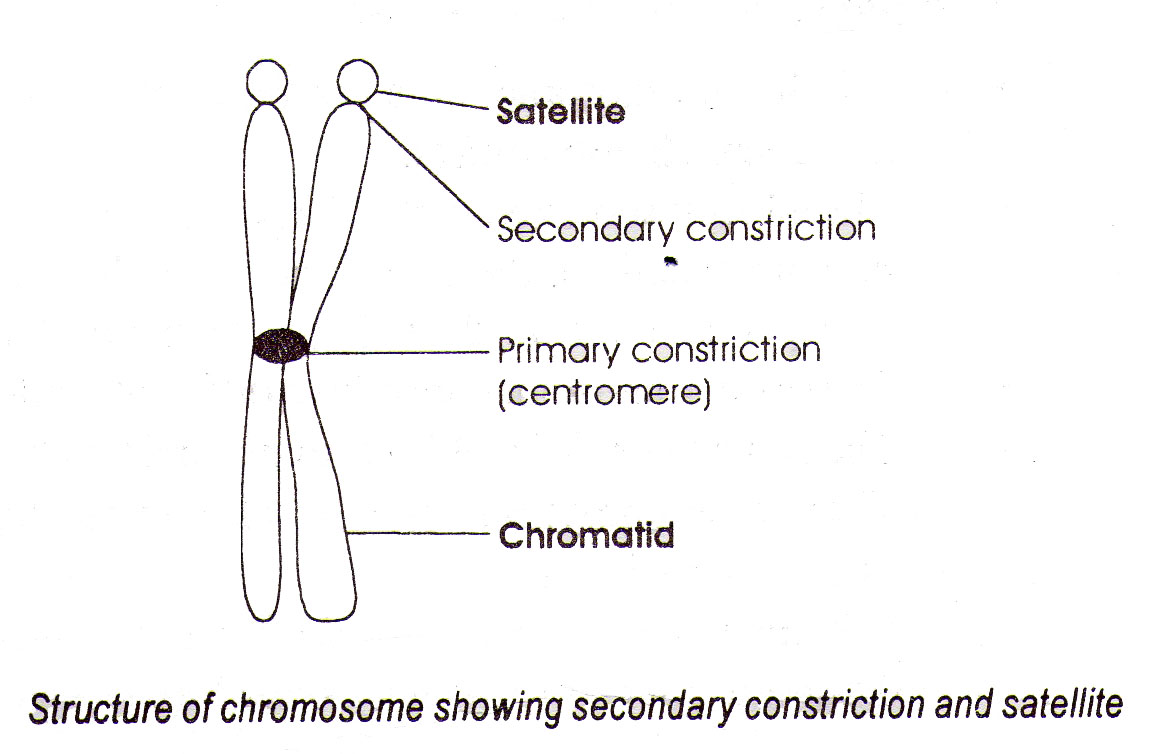 Satellite
Secondary constriction
Primary constriction
(centromere)
Chromatid
Structure of chromosome showing secondary constriction and satellite